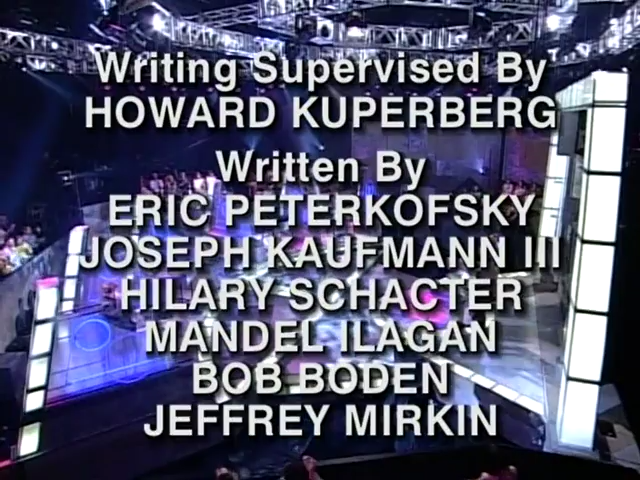 Writing Supervised By
HOWARD KUPERBERG
Written By
ERIC PETERKOFSKY
JOSEPH KAUFMANN III
HILARY SCHACTER
MANDEL ILAGAN
BOB BODEN
JEFFREY MIRKIN